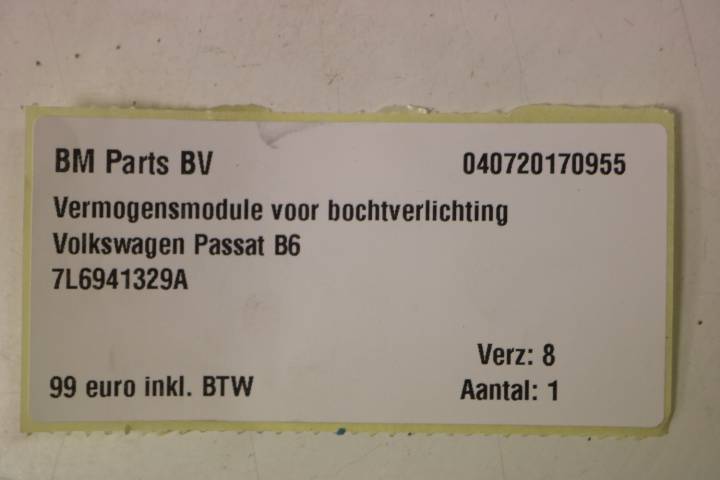 BM Parts BV 040720170955
Vermogensmodule voor bochtverlichting
Volkswagen Passat B6
7L6941329A
Verz: 8
99 euro inkl. BTW Aantal: 1